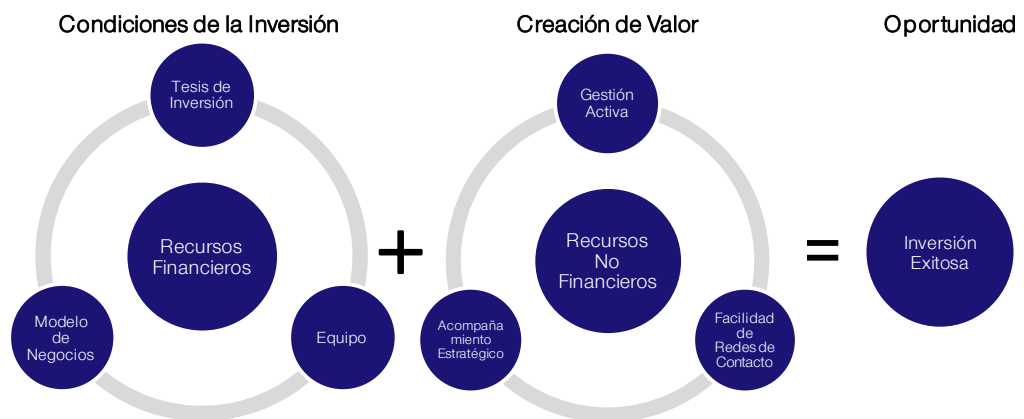 Condiciones de la Inversión
Creación de Valor
Oportunidad
Tesis de
Inversión
Recursos
Financieros
Modelo
de
Negocios
Equipo
+
Gestión
Activa
Recursos
No
Financieros
Acompaña
miento
Estratégico
Facilidad
de
Redes de
Contacto
=
Inversión
Exitosa